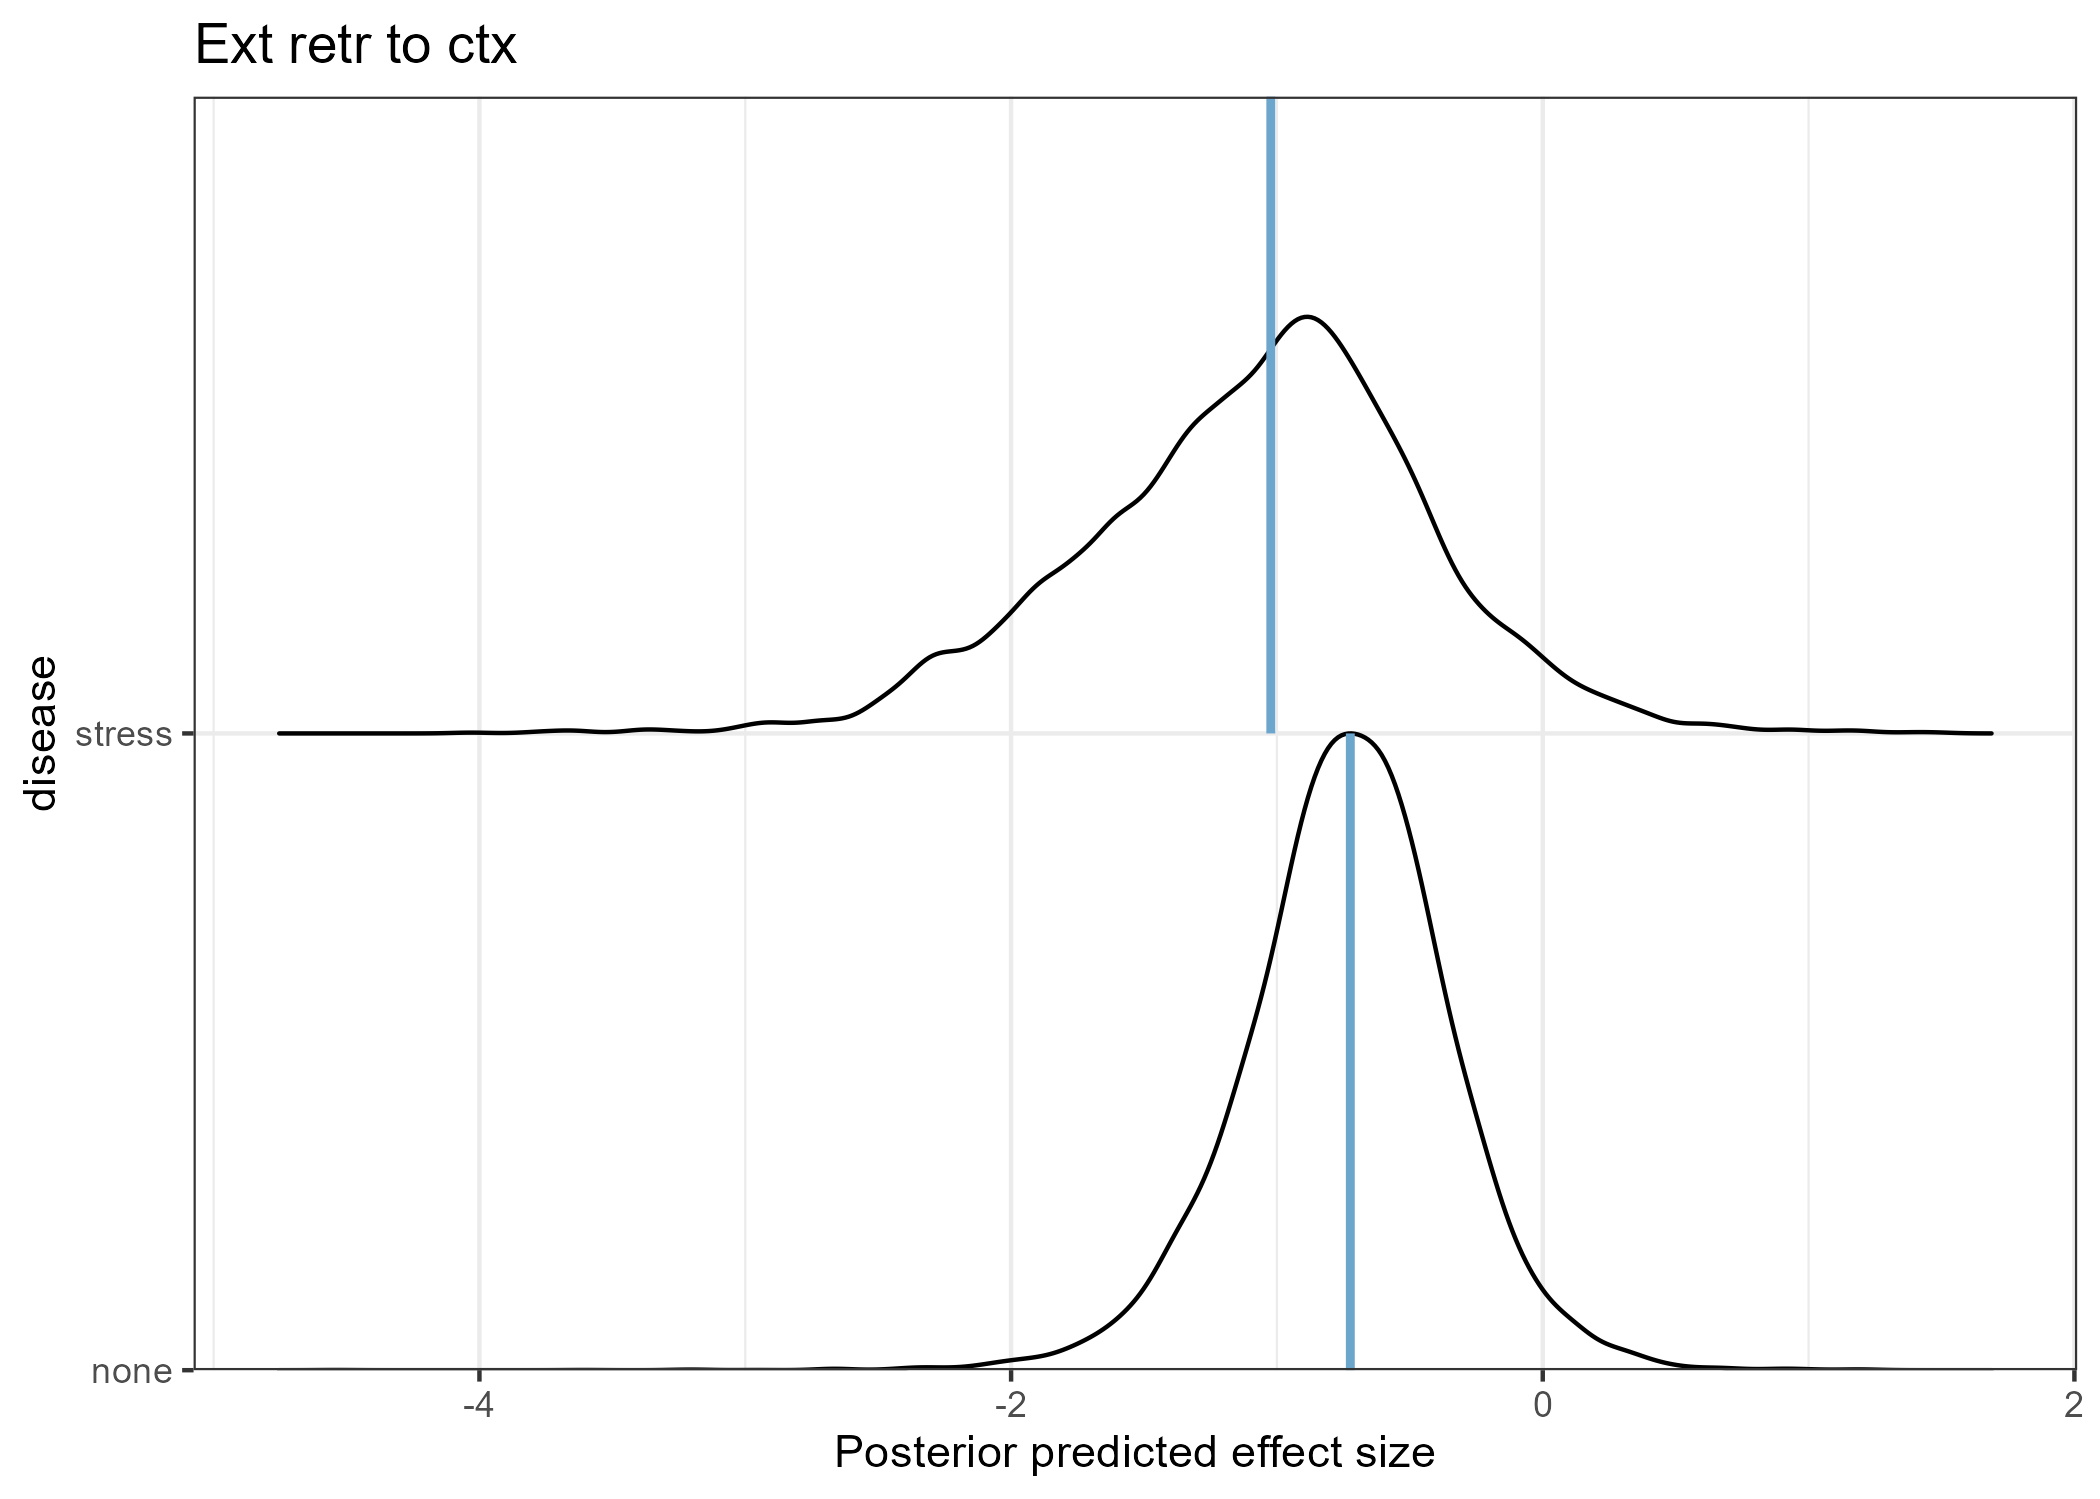 Ext retr to ctx
disease
stress
none
-4
-2
0
2
Posterior predicted effect size